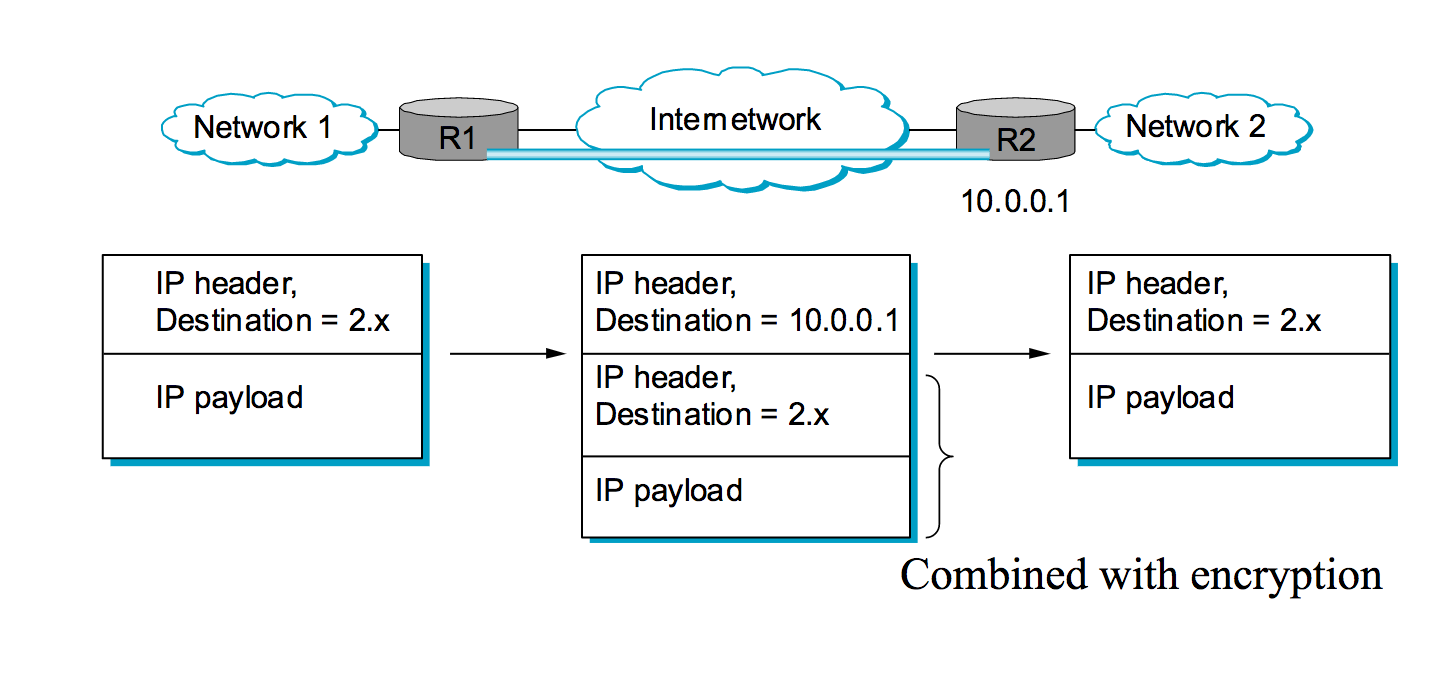 Network 1
R1
Internetwork
R2
Network 2
10.0.0.1
IP header,
Destination = 2.x
IP payload
IP header,
Destination = 10.0.0.1
IP header,
Destination = 2.x
IP payload
IP header,
Destination = 2.x
IP payload
Combined with encryption